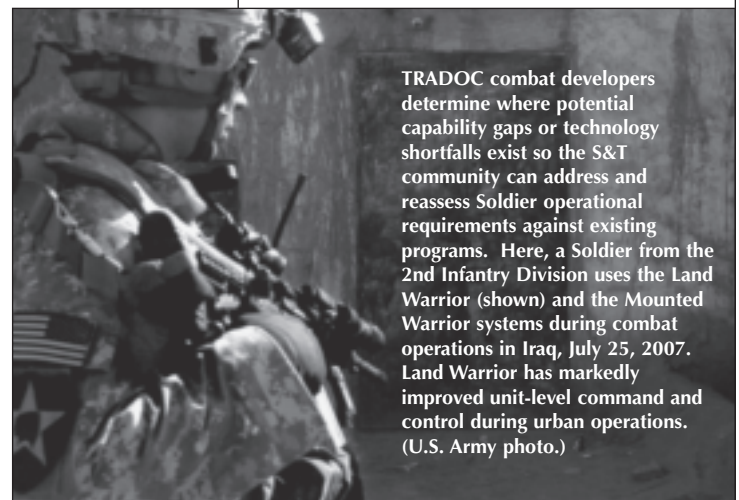 TRADOC combat developers
determine where potential
capability gaps or technology
shortfalls exist so the S&T
community can address and
reassess Soldier operational
requirements against existing
programs.  Here, a Soldier from the
2nd Infantry Division uses the Land
Warrior (shown) and the Mounted
Warrior systems during combat
operations in Iraq, July 25, 2007.
Land Warrior has markedly
improved unit-level command and
control during urban operations.
(U.S. Army photo.)